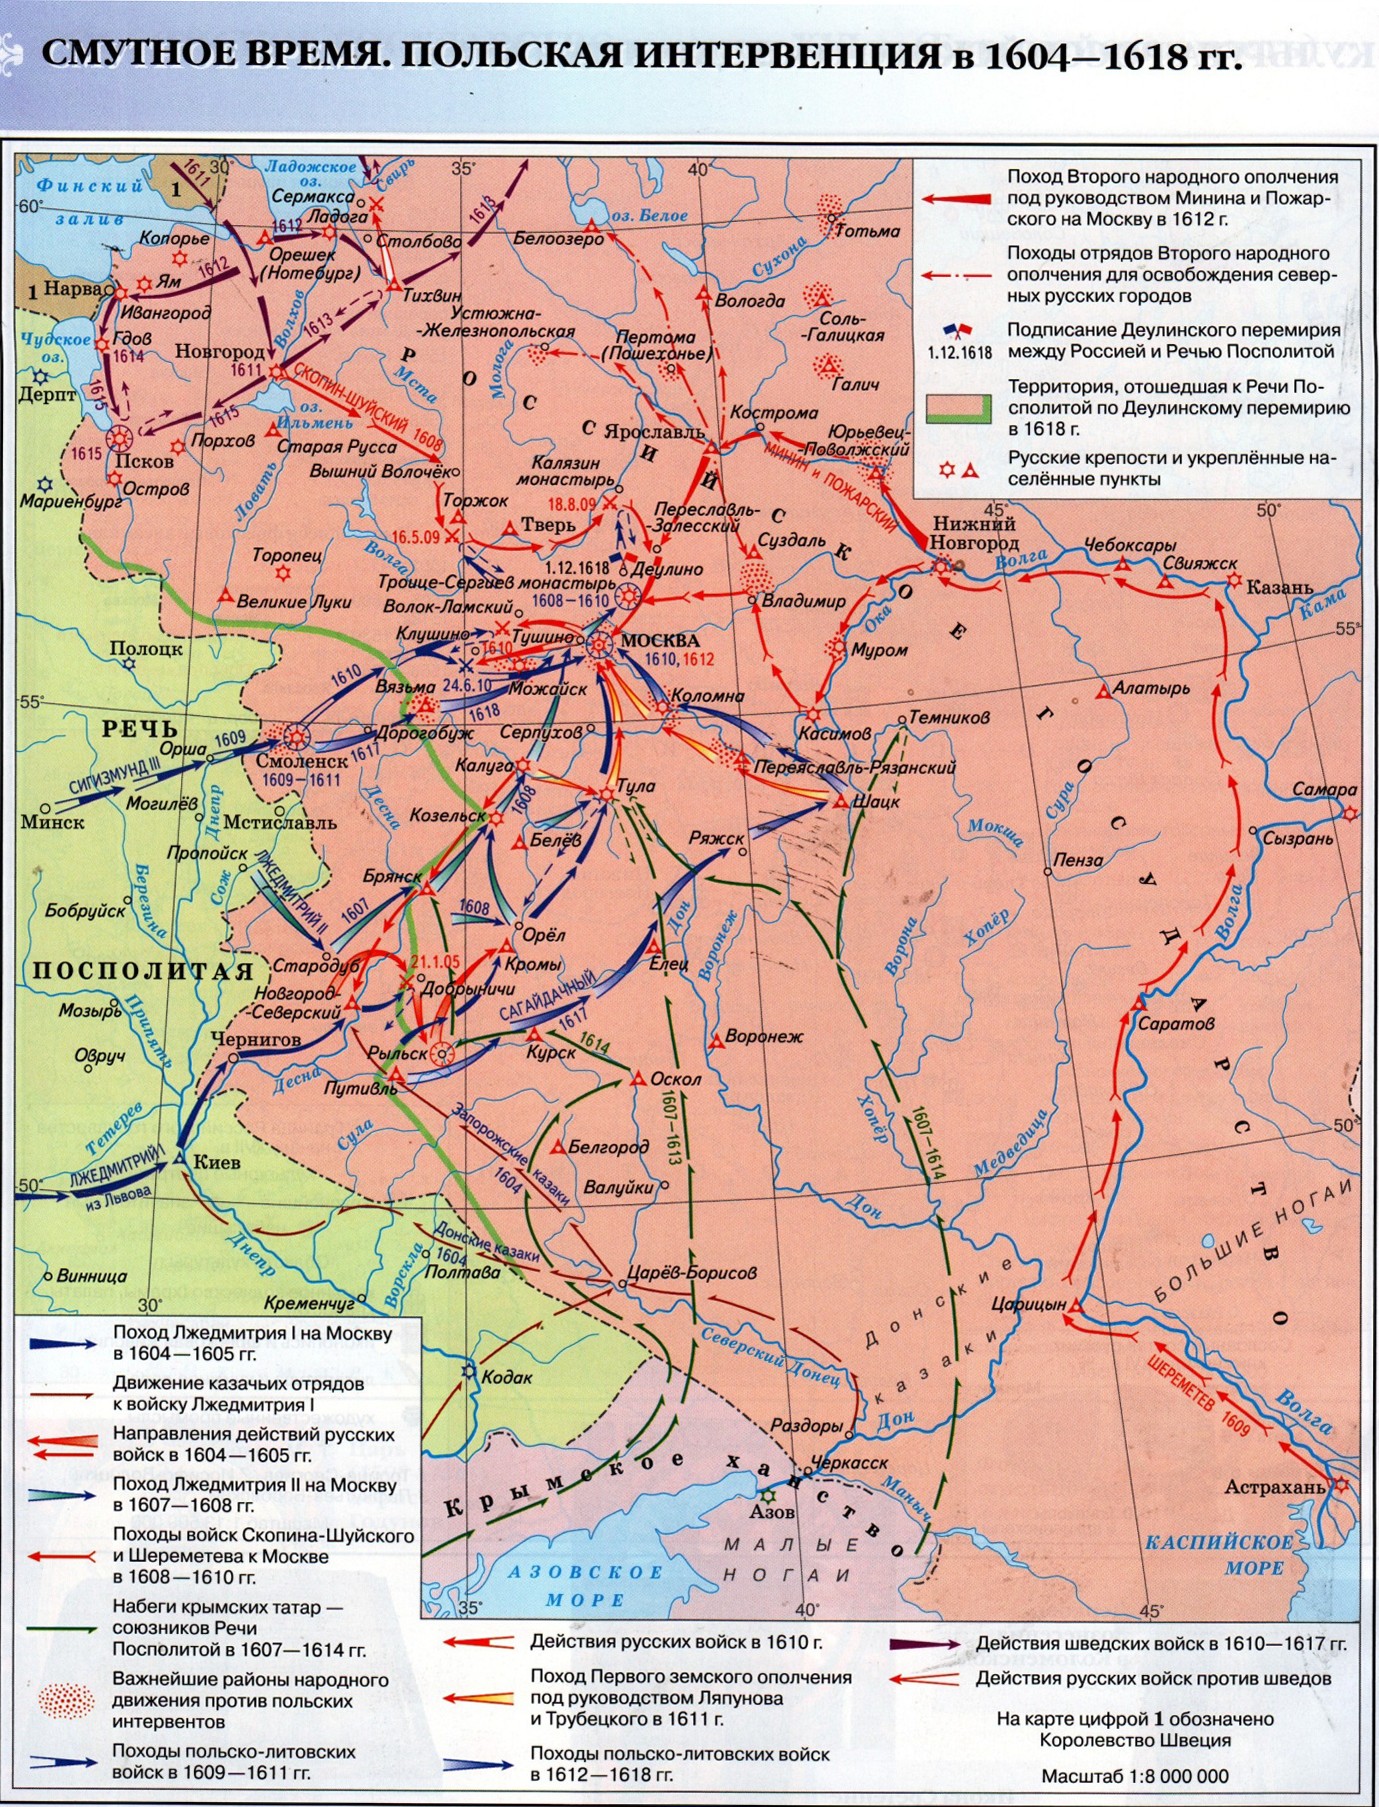 СМУТНОЕ ВРЕМЯ. ПОЛЬСКАЯ ИНТЕРВЕНЦИЯ в 1604—1618 гг.
Поход Второго народного ополчения
под руководством Минина и Пожар-
ского на Москву в 1612 г.
Походы отрядов Второго народного
ополчения для освобождения север-
ных русских городов
1.12.1618
Подписание Деулинского перемирия
между Россией и Речью Посполитой
Территория, отошедшая к Речи По-
сполитой по Деулинскому перемирию
в 1618 г.
Русские крепости и укреплённые на-
селённые пункты
30°
35°
40°
60°
Финский
залив
1
1611
Ладожское
оз.
Свирь
Сермакса
Ладога
1612
Столбово
1613
Орешек
(Нотебург)
Копорье
Ям
1612
1 Нарва
Ивангород
Тихвин
Белоозеро
оз. Белое
Тотьма
Сухона
Вологда
Соль-
-Галицкая
Галич
Чудское
оз.
Гдов
1614
Дерпт
1615
Волхов
1613
Новгород
1611
1615
СКОПИН-ШУЙСКИЙ 1608
оз.
Ильмень
Мста
Устюжна-
-Железнопольская
Молога
Пертома
(Пошехонье)
1615
Псков
Порхов
Старая Русса
Остров
Мариенбург
Ловать
Вышний Волочёк
Торжок
16.5.09
Тверь
Калязин
монастырь
18.8.09
Ярославль
Кострома
Юрьевец-
-Поволжский
МИНИН и ПОЖАРСКИЙ
Переславль-
-Залесский
Суздаль
Нижний
Новгород
Волга
45°
50°
Чебоксары
Свияжск
Казань
Кама
55°
Торопец
Великие Луки
Волга
1.12.1618
Деулино
Троице-Сергиев монастырь
1608–1610
Владимир
Волок-Ламский
Клушино
1610
Тушино
МОСКВА
1610, 1612
Ока
Муром
Алатырь
Полоцк
1610
24.6.10
Вязьма
Можайск
1618
Коломна
55°
РЕЧЬ
Орша
1609
Смоленск
1609–1611
1617
Дорогобуж
Серпухов
Касимов
Темников
СИГИЗМУНД III
Минск
Могилёв
Днепр
Мстиславль
Десна
Калуга
1608
Тула
Переяславль-Рязанский
Шацк
Сура
Мокша
Самара
Сызрань
Козельск
Белёв
Ряжск
Пенза
Пропойск
Сож
Березина
Бобруйск
ЛЖЕДМИТРИЙ II
1607
Брянск
1608
Орёл
Дон
Воронеж
Ворона
Хопёр
Волга
РОССИЙСКОЕ ГОСУДАРСТВО
ПОСПОЛИТАЯ
Стародуб
21.1.05
Кромы
Елец
Добрыничи
Новгород-
-Северский
САГАЙДАЧНЫЙ
1617
Мозырь
Припять
Овруч
Чернигов
Десна
Рыльск
Путивль
Курск
1614
Воронеж
Саратов
Оскол
1607–1613
1607–1614
Хопёр
Медведица
50°
Тетерев
ЛЖЕДМИТРИЙ I
из Львова
50°
Киев
Сула
Запорожские казаки
1604
Белгород
Валуйки
Дон
Донские казаки
1604
Полтава
Ворскла
Днепр
Царёв-Борисов
Винница
30°
Кременчуг
Донские
казаки
Царицын
БОЛЬШИЕ НОГАИ
Кодак
Северский Донец
Дон
Раздоры
Черкасск
ШЕРЕМЕТЕВ 1609
Волга
Астрахань
Крымское ханство
Азов
Маныч
МАЛЫЕ
НОГАИ
АЗОВСКОЕ
МОРЕ
КАСПИЙСКОЕ
МОРЕ
35°
40°
45°
Поход Лжедмитрия I на Москву
в 1604—1605 гг.
Движение казачьих отрядов
к войску Лжедмитрия I
Направления действий русских
войск в 1604—1605 гг.
Поход Лжедмитрия II на Москву
в 1607—1608 гг.
Походы войск Скопина-Шуйского
и Шереметева к Москве
в 1608—1610 гг.
Набеги крымских татар —
союзников Речи
Посполитой в 1607—1614 гг.
Важнейшие районы народного
движения против польских
интервентов
Походы польско-литовских
войск в 1609—1611 гг.
Действия русских войск в 1610 г.
Поход Первого земского ополчения
под руководством Ляпунова
и Трубецкого в 1611 г.
Походы польско-литовских войск
в 1612—1618 гг.
Действия шведских войск в 1610—1617 гг.
Действия русских войск против шведов
На карте цифрой 1 обозначено
Королевство Швеция
Масштаб 1:8 000 000